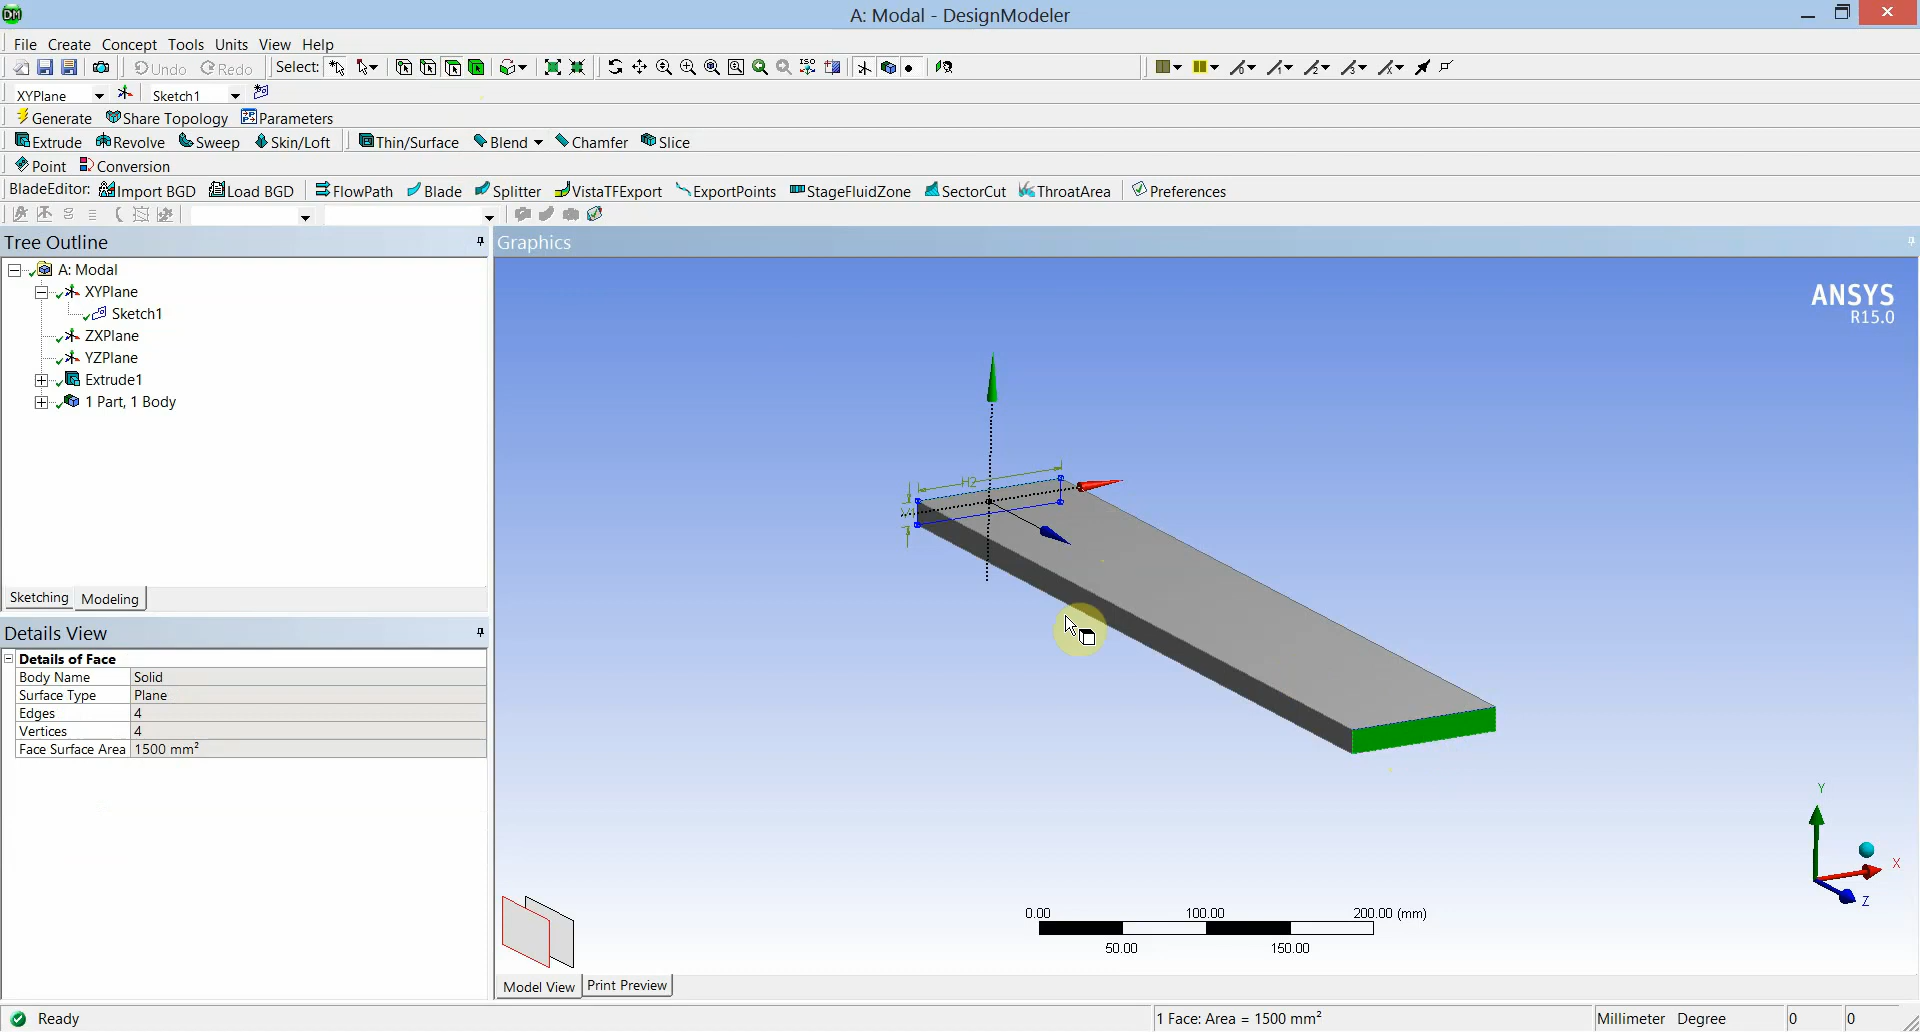 DM
A: Modal - DesignModeler
File Create Concept Tools Units View Help
Undo Redo Select: ISO
XYPlane Sketch1
Generate Share Topology Parameters
Extrude Revolve Sweep Skin/Loft Thin/Surface Blend Chamfer Slice
Point Conversion
BladeEditor: Import BGD Load BGD FlowPath Blade Splitter VistaTFExport ExportPoints StageFluidZone SectorCut ThroatArea Preferences
Tree Outline
A: Modal
XYPlane
Sketch1
ZXPlane
YZPlane
Extrude1
1 Part, 1 Body
Sketching Modeling
Details View
Details of Face
Body Name Solid
Surface Type Plane
Edges 4
Vertices 4
Face Surface Area 1500 mm²
Graphics
ANSYS
R15.0
H2
V1
Y
X
Z
0.00 100.00 200.00 (mm)
50.00 150.00
Model View Print Preview
Ready 1 Face: Area = 1500 mm² Millimeter Degree 0 0